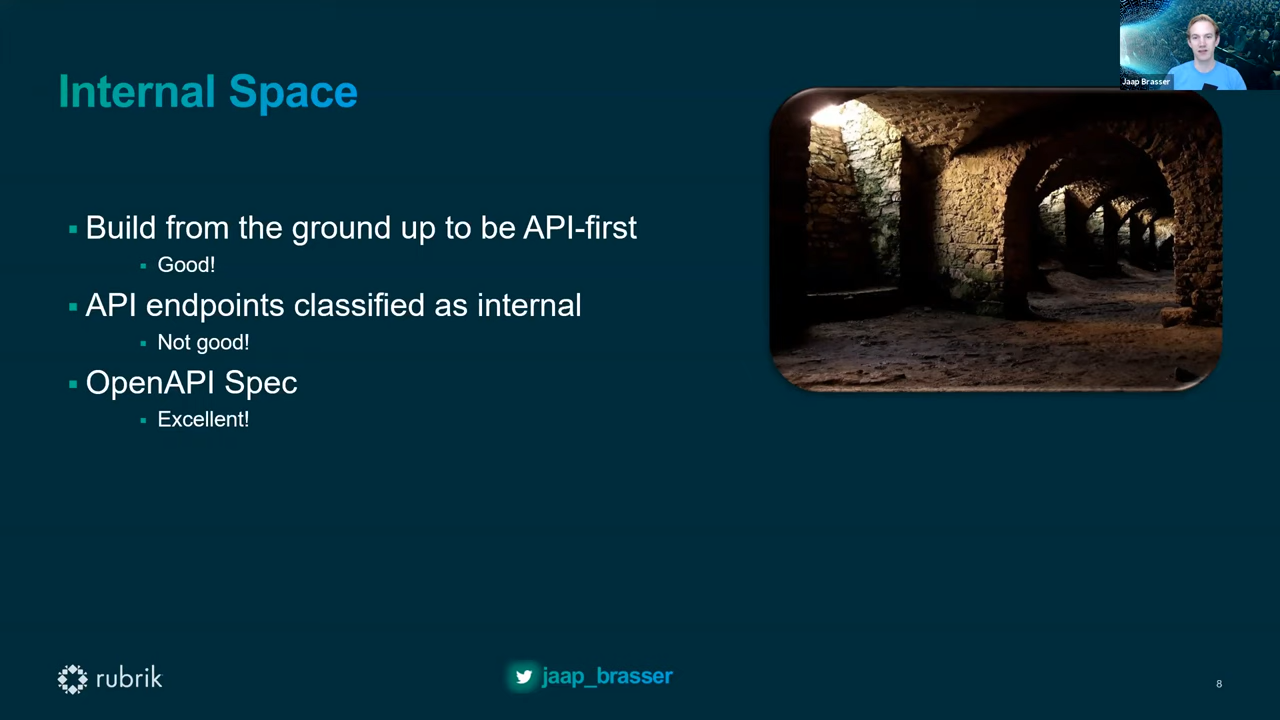 Jaap Brasser
Internal Space
Build from the ground up to be API-first
Good!
API endpoints classified as internal
Not good!
OpenAPI Spec
Excellent!
rubrik
jaap_brasser
8